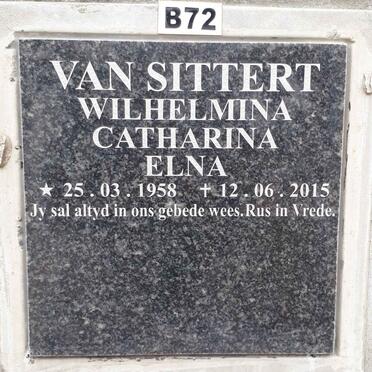 B72
VAN SITTERT
WILHELMINA
CATHARINA
ELNA
★ 25.03.1958 † 12.06.2015
Jy sal altyd in ons gebede wees.Rus in Vrede.